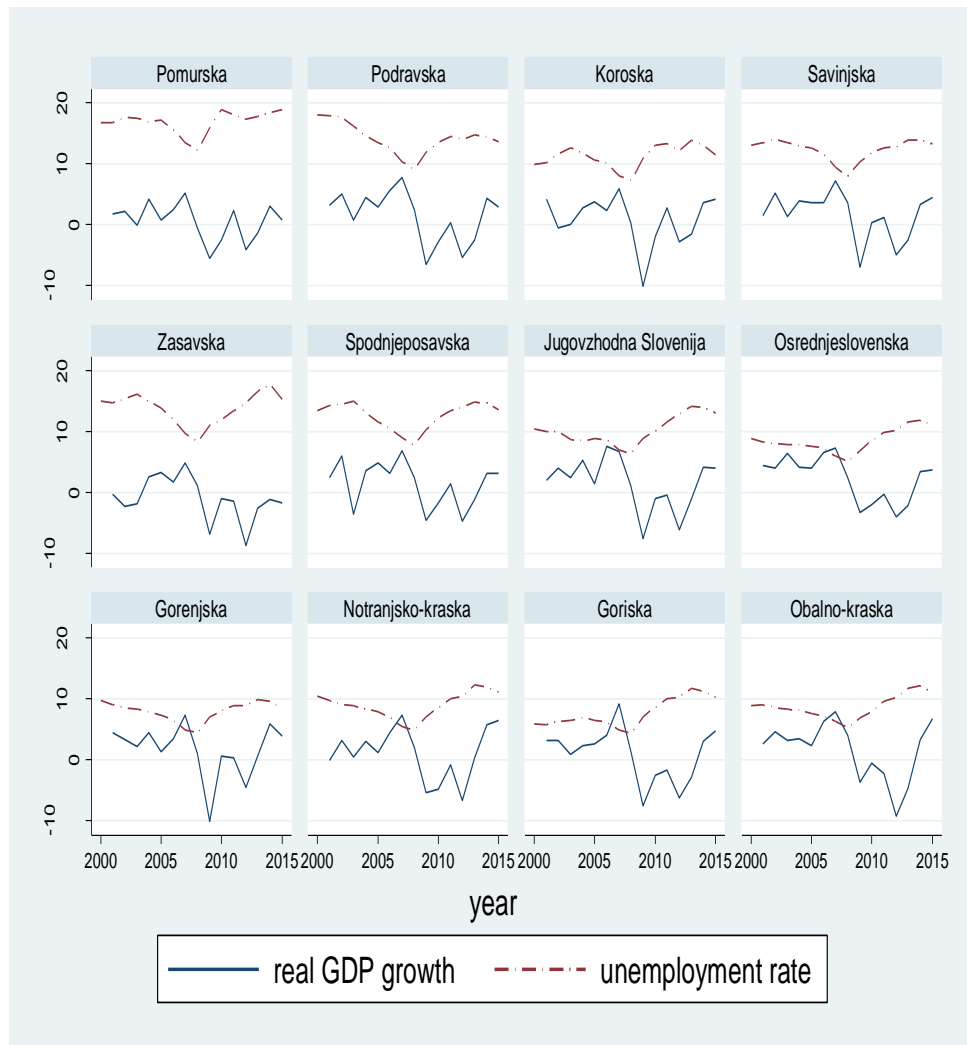 Pomurska Podravska Koroska Savinjska
20
10
0
-10
Zasavska Spodnjeposavska Jugovzhodna Slovenija Osrednjeslovenska
20
10
0
-10
Gorenjska Notranjsko-kraska Goriska Obalno-kraska
20
10
0
-10
2000 2005 2010 2015 2000 2005 2010 2015 2000 2005 2010 2015 2000 2005 2010 2015
year
real GDP growth unemployment rate